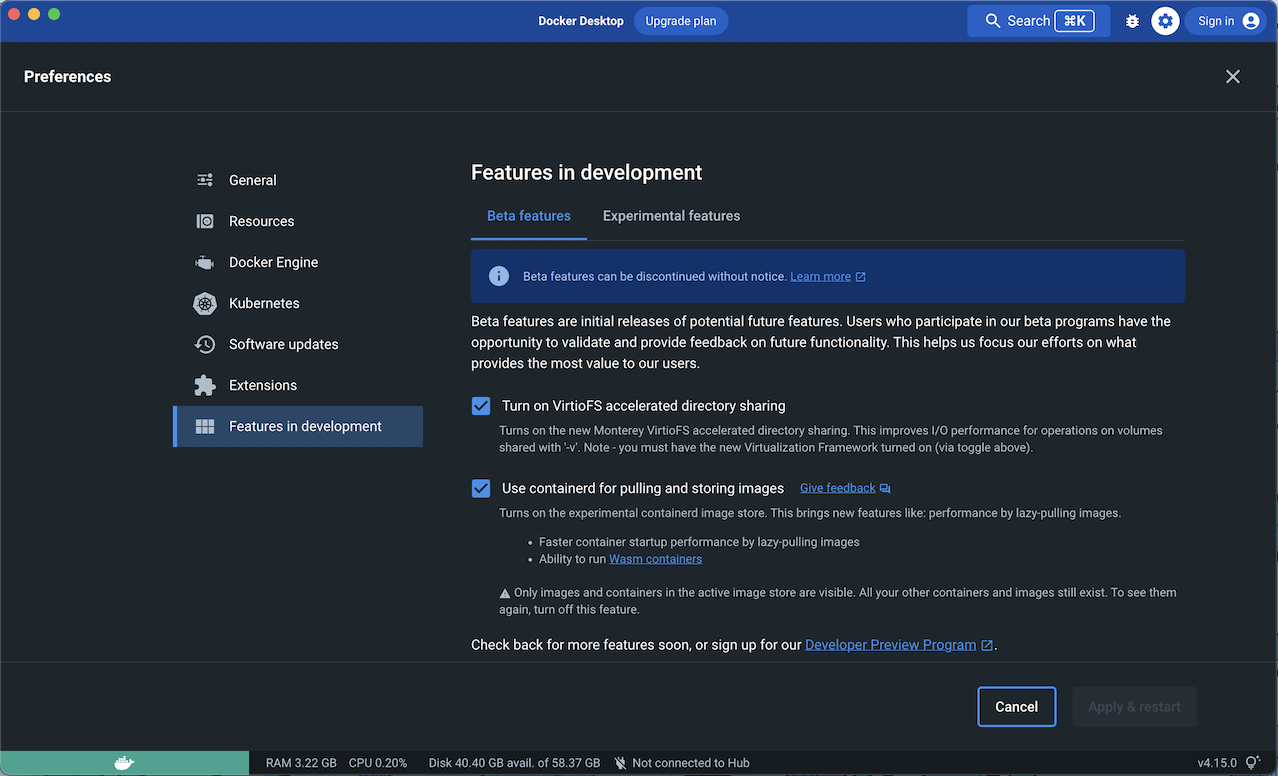 Docker Desktop
Upgrade plan
Search ⌘K
Sign in
Preferences
General
Resources
Docker Engine
Kubernetes
Software updates
Extensions
Features in development
Features in development
Beta features
Experimental features
Beta features can be discontinued without notice. Learn more
Beta features are initial releases of potential future features. Users who participate in our beta programs have the
opportunity to validate and provide feedback on future functionality. This helps us focus our efforts on what
provides the most value to our users.
Turn on VirtioFS accelerated directory sharing
Turns on the new Monterey VirtioFS accelerated directory sharing. This improves I/O performance for operations on volumes
shared with '-v'. Note - you must have the new Virtualization Framework turned on (via toggle above).
Use containerd for pulling and storing images Give feedback
Turns on the experimental containerd image store. This brings new features like: performance by lazy-pulling images.
• Faster container startup performance by lazy-pulling images
• Ability to run Wasm containers
Only images and containers in the active image store are visible. All your other containers and images still exist. To see them
again, turn off this feature.
Check back for more features soon, or sign up for our Developer Preview Program .
Cancel
Apply & restart
RAM 3.22 GB CPU 0.20% Disk 40.40 GB avail. of 58.37 GB Not connected to Hub
v4.15.0